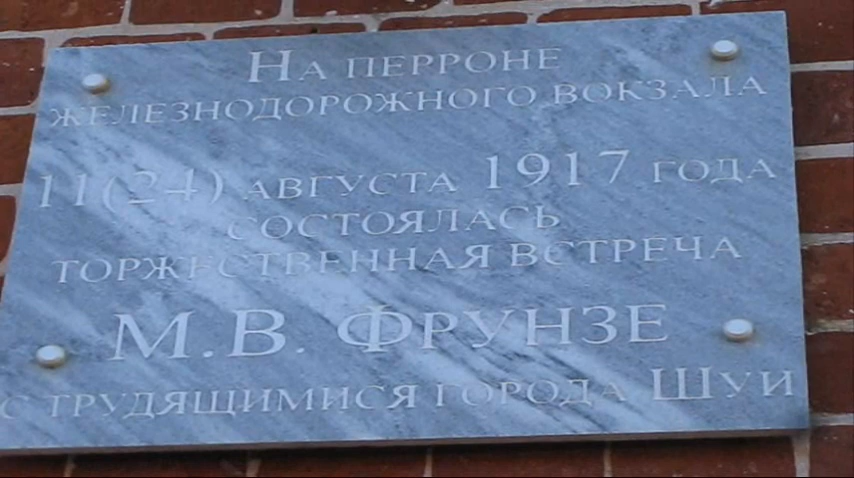 На перроне
железнодорожного вокзала
11(24) августа 1917 года
состоялась
торжественная встреча
М.В. Фрунзе
с трудящимися города Шуи